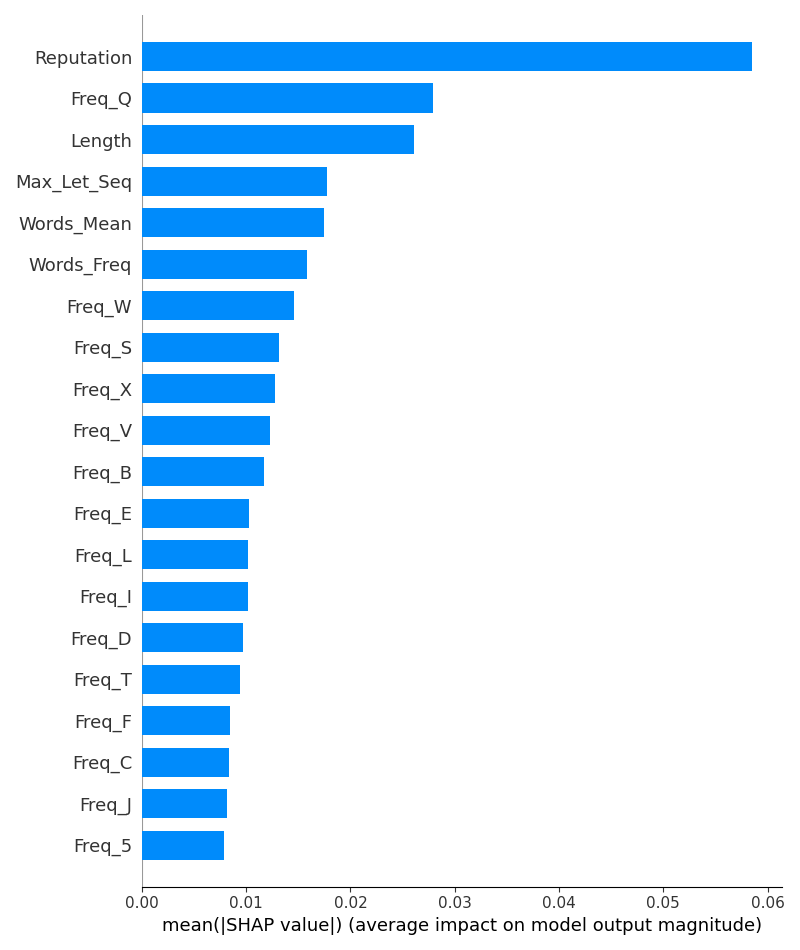 Reputation
Freq_Q
Length
Max_Let_Seq
Words_Mean
Words_Freq
Freq_W
Freq_S
Freq_X
Freq_V
Freq_B
Freq_E
Freq_L
Freq_I
Freq_D
Freq_T
Freq_F
Freq_C
Freq_J
Freq_5
0.00 0.01 0.02 0.03 0.04 0.05 0.06
mean(|SHAP value|) (average impact on model output magnitude)